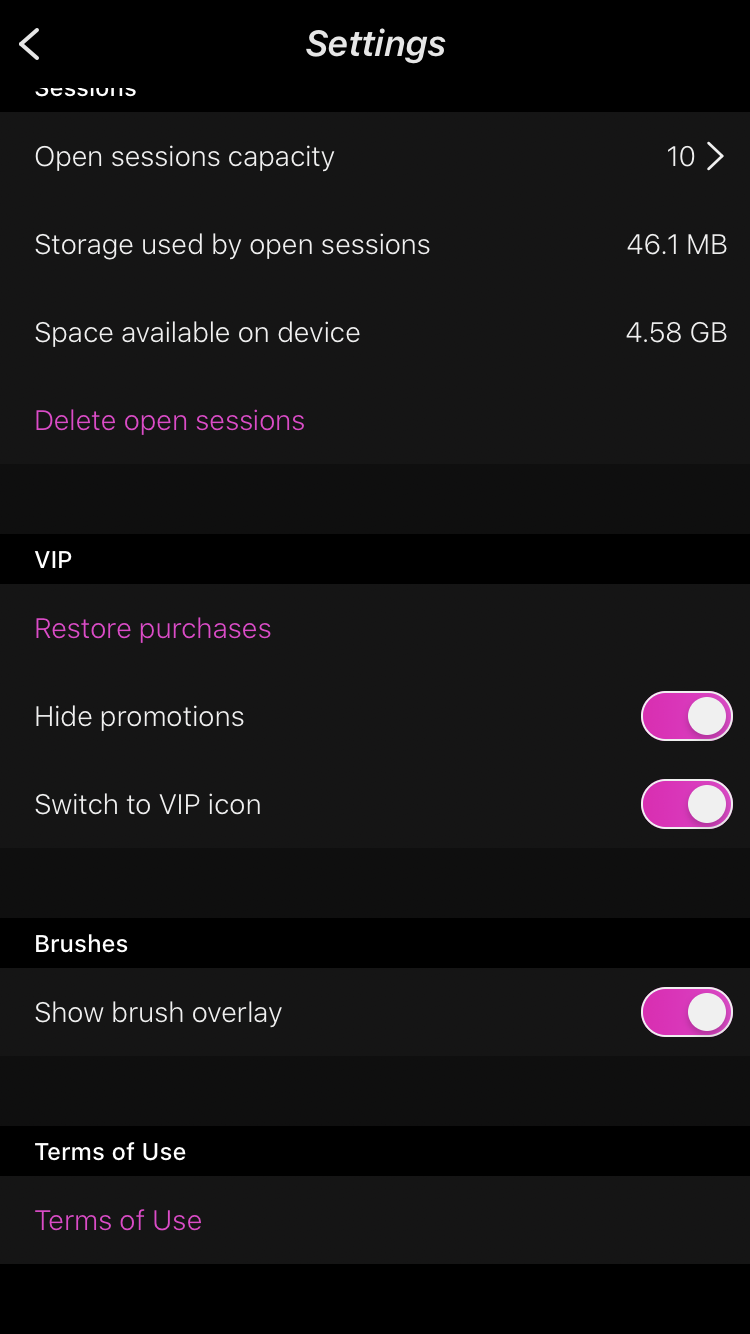 Settings
Sessions
Open sessions capacity 10
Storage used by open sessions 46.1 MB
Space available on device 4.58 GB
Delete open sessions
VIP
Restore purchases
Hide promotions
Switch to VIP icon
Brushes
Show brush overlay
Terms of Use
Terms of Use